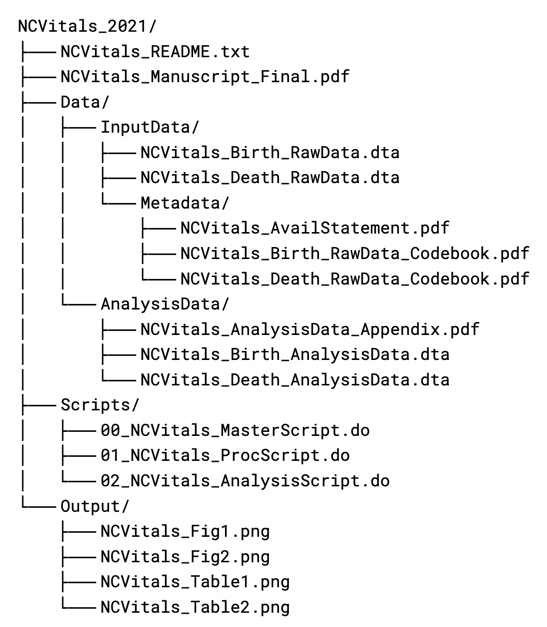 NCVitals_2021/
├── NCVitals_README.txt
├── NCVitals_Manuscript_Final.pdf
├── Data/
│   ├── InputData/
│   │   ├── NCVitals_Birth_RawData.dta
│   │   ├── NCVitals_Death_RawData.dta
│   │   └── Metadata/
│   │       ├── NCVitals_AvailStatement.pdf
│   │       ├── NCVitals_Birth_RawData_Codebook.pdf
│   │       └── NCVitals_Death_RawData_Codebook.pdf
│   └── AnalysisData/
│       ├── NCVitals_AnalysisData_Appendix.pdf
│       ├── NCVitals_Birth_AnalysisData.dta
│       └── NCVitals_Death_AnalysisData.dta
├── Scripts/
│   ├── 00_NCVitals_MasterScript.do
│   ├── 01_NCVitals_ProcScript.do
│   └── 02_NCVitals_AnalysisScript.do
└── Output/
    ├── NCVitals_Fig1.png
    ├── NCVitals_Fig2.png
    ├── NCVitals_Table1.png
    └── NCVitals_Table2.png